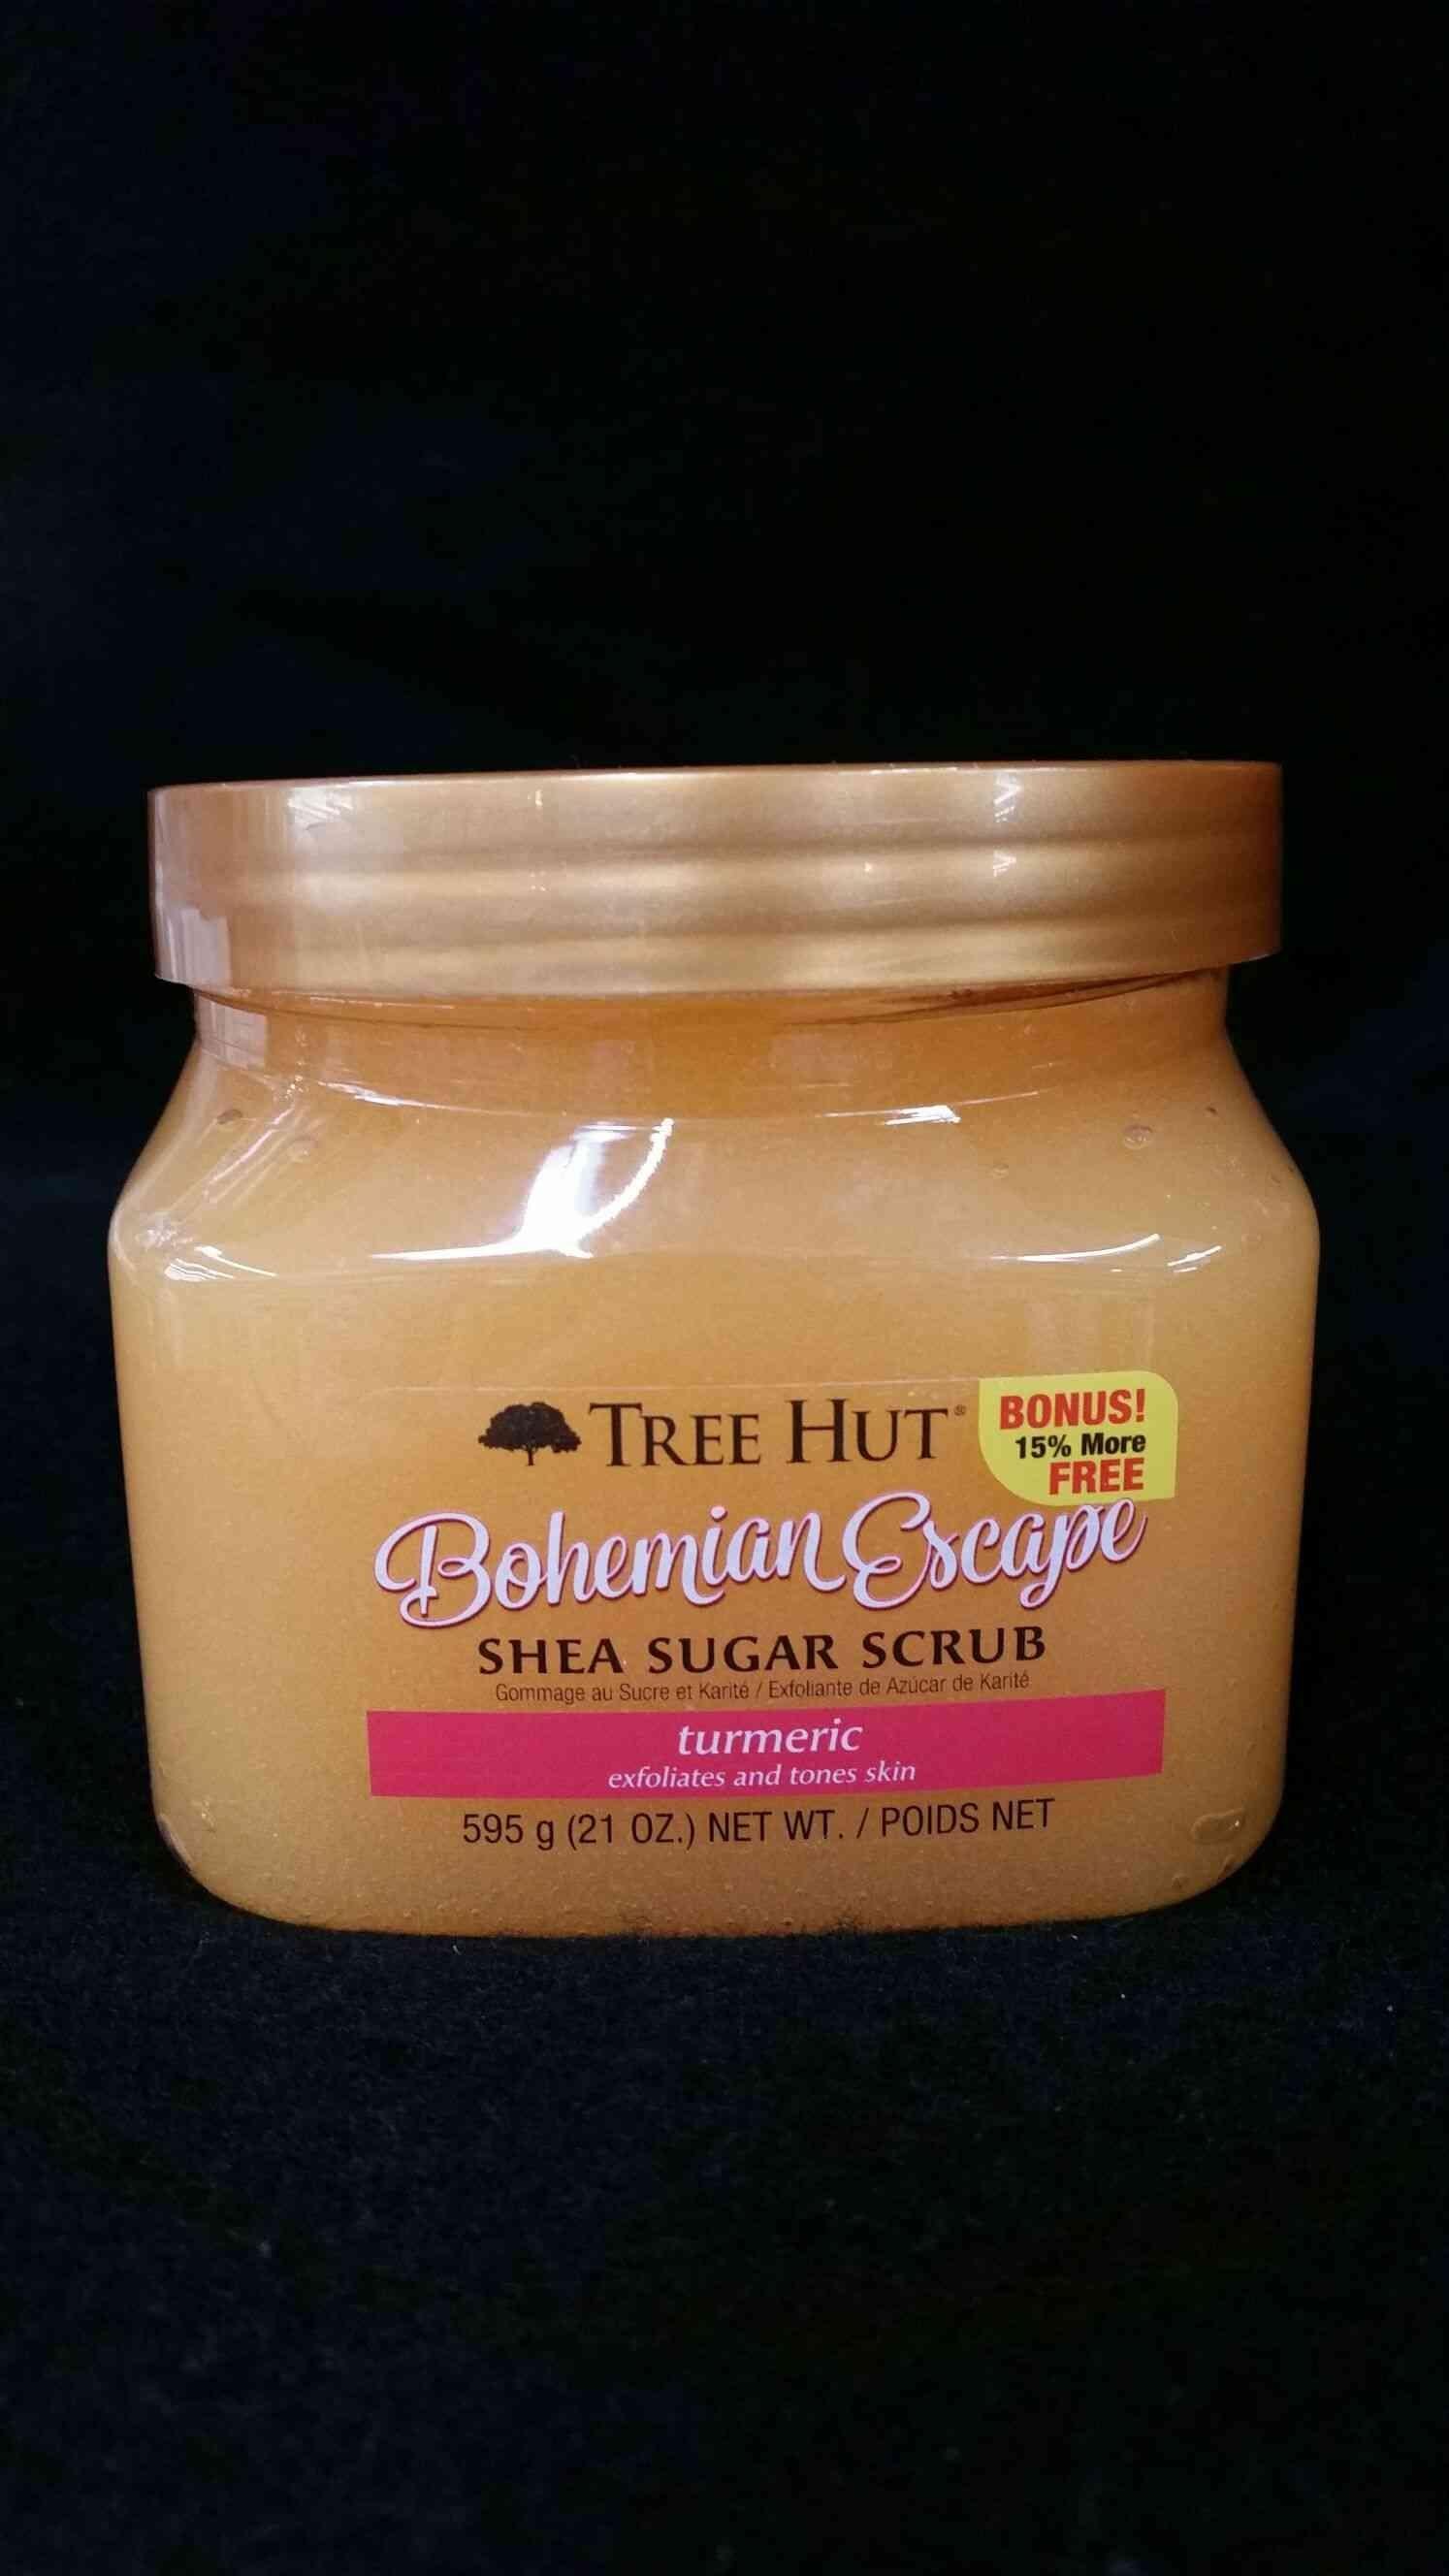 TREE HUT®
BONUS!
15% More
FREE
Bohemian Escape
SHEA SUGAR SCRUB
Gommage au Sucre et Karité / Exfoliante de Azúcar de Karité
turmeric
exfoliates and tones skin
595 g (21 OZ.) NET WT. / POIDS NET